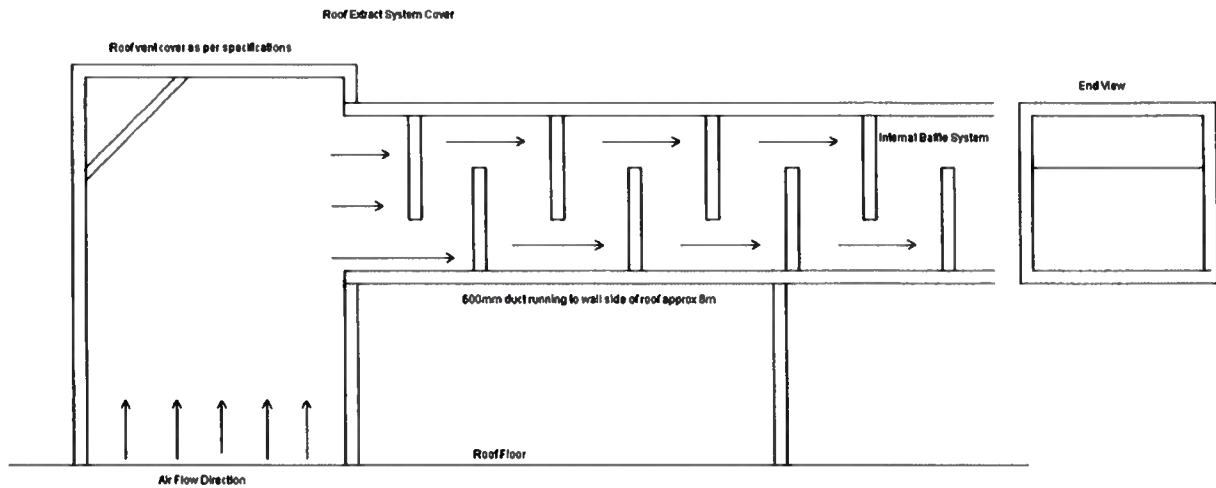 Roof Extract System Cover
Roof vent cover as per specifications
End View
Internal Baffle System
600mm duct running to wall side of roof approx 8m
Roof Floor
Air Flow Direction